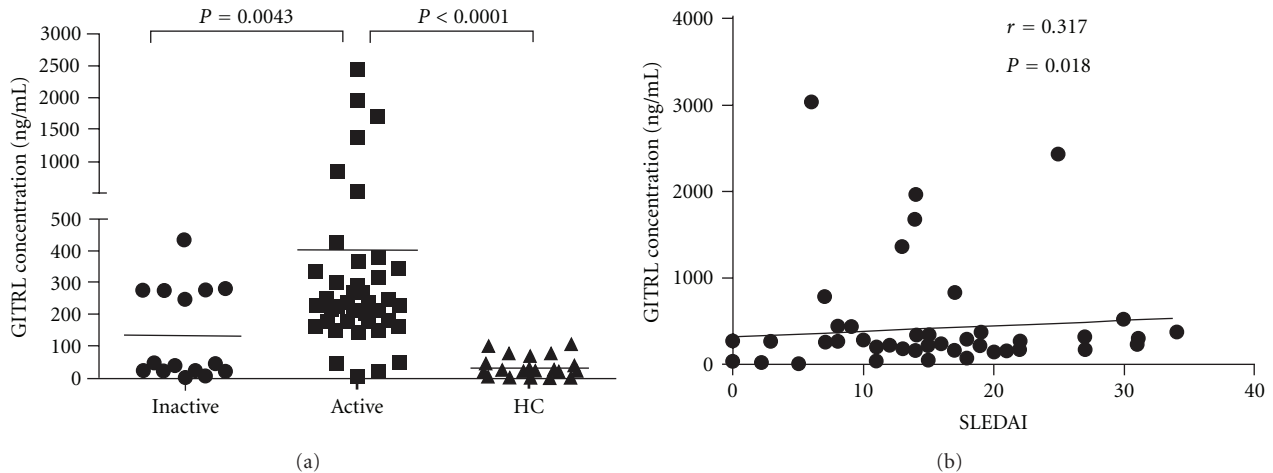 P = 0.0043
P < 0.0001
GITRL concentration (ng/mL)
3000
2500
2000
1500
1000
500
400
300
200
100
0
Inactive
Active
HC
(a)
r = 0.317
P = 0.018
GITRL concentration (ng/mL)
4000
3000
2000
1000
0
0
10
20
30
40
SLEDAI
(b)